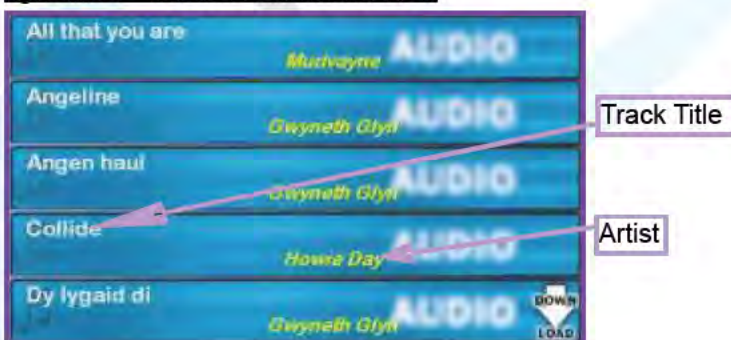 All that you are
Mudvayne AUDIO
Angeline
Gwyneth Glyn AUDIO
Track Title
Angen haul
Gwyneth Glyn AUDIO
Collide
Howie Day AUDIO
Artist
Dy lygaid di
Gwyneth Glyn AUDIO
DOWN
LOAD